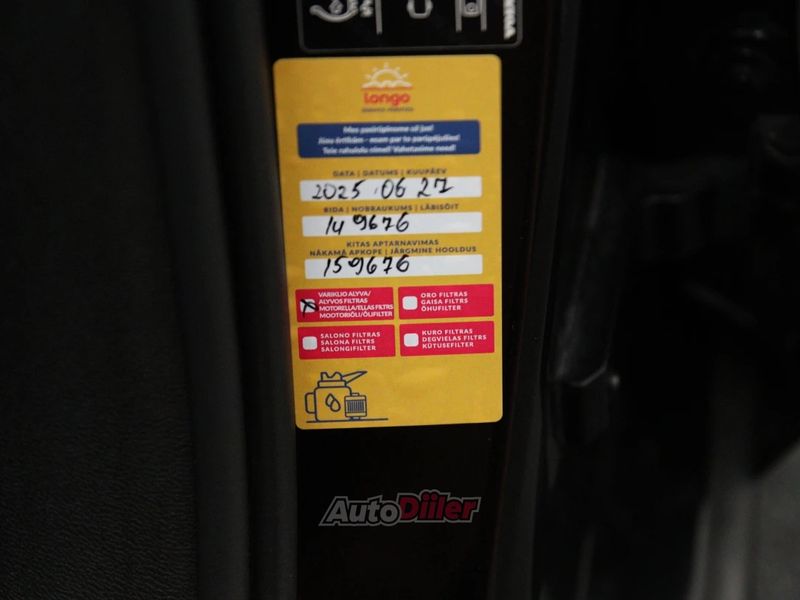 longo
Mes pasirūpinome už jus!
Jūsu ērtībām - esam par to parūpējušies!
Teie rahulolu nimel! Vahetasime need!
DATA | DATUMS | KUUPÄEV
2025.06 27
RIDA | NOBRAUKUMS | LÄBISÕIT
149676
KITAS APTARNAVIMAS
NĀKAMĀ APKOPE | JÄRGMINE HOOLDUS
159676
VARIKLIO ALYVA/
ALYVOS FILTRAS
MOTOREĻĻA/EĻĻAS FILTRS
MOOTORIÕLI/ÕLIFILTER
ORO FILTRAS
GAISA FILTRS
ÕHUFILTER
SALONO FILTRAS
SALONA FILTRS
SALONGIFILTER
KURO FILTRAS
DEGVIELAS FILTRS
KÜTUSEFILTER
AutoDiiler